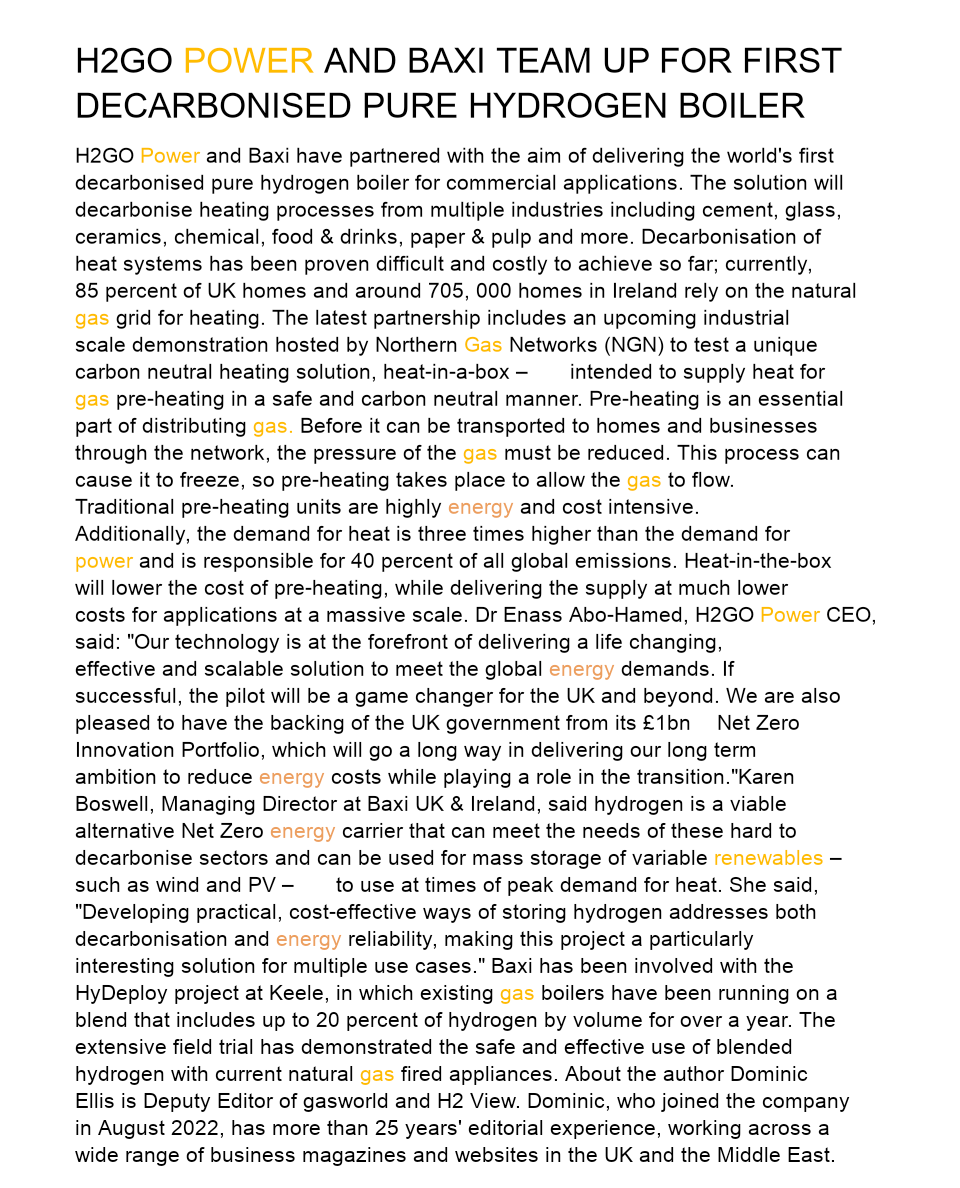 H2GO POWER AND BAXI TEAM UP FOR FIRST
DECARBONISED PURE HYDROGEN BOILER
H2GO Power and Baxi have partnered with the aim of delivering the world's first
decarbonised pure hydrogen boiler for commercial applications. The solution will
decarbonise heating processes from multiple industries including cement, glass,
ceramics, chemical, food & drinks, paper & pulp and more. Decarbonisation of
heat systems has been proven difficult and costly to achieve so far; currently,
85 percent of UK homes and around 705, 000 homes in Ireland rely on the natural
gas grid for heating. The latest partnership includes an upcoming industrial
scale demonstration hosted by Northern Gas Networks (NGN) to test a unique
carbon neutral heating solution, heat-in-a-box – intended to supply heat for
gas pre-heating in a safe and carbon neutral manner. Pre-heating is an essential
part of distributing gas. Before it can be transported to homes and businesses
through the network, the pressure of the gas must be reduced. This process can
cause it to freeze, so pre-heating takes place to allow the gas to flow.
Traditional pre-heating units are highly energy and cost intensive.
Additionally, the demand for heat is three times higher than the demand for
power and is responsible for 40 percent of all global emissions. Heat-in-the-box
will lower the cost of pre-heating, while delivering the supply at much lower
costs for applications at a massive scale. Dr Enass Abo-Hamed, H2GO Power CEO,
said: "Our technology is at the forefront of delivering a life changing,
effective and scalable solution to meet the global energy demands. If
successful, the pilot will be a game changer for the UK and beyond. We are also
pleased to have the backing of the UK government from its £1bn Net Zero
Innovation Portfolio, which will go a long way in delivering our long term
ambition to reduce energy costs while playing a role in the transition."Karen
Boswell, Managing Director at Baxi UK & Ireland, said hydrogen is a viable
alternative Net Zero energy carrier that can meet the needs of these hard to
decarbonise sectors and can be used for mass storage of variable renewables –
such as wind and PV – to use at times of peak demand for heat. She said,
"Developing practical, cost-effective ways of storing hydrogen addresses both
decarbonisation and energy reliability, making this project a particularly
interesting solution for multiple use cases." Baxi has been involved with the
HyDeploy project at Keele, in which existing gas boilers have been running on a
blend that includes up to 20 percent of hydrogen by volume for over a year. The
extensive field trial has demonstrated the safe and effective use of blended
hydrogen with current natural gas fired appliances. About the author Dominic
Ellis is Deputy Editor of gasworld and H2 View. Dominic, who joined the company
in August 2022, has more than 25 years' editorial experience, working across a
wide range of business magazines and websites in the UK and the Middle East.